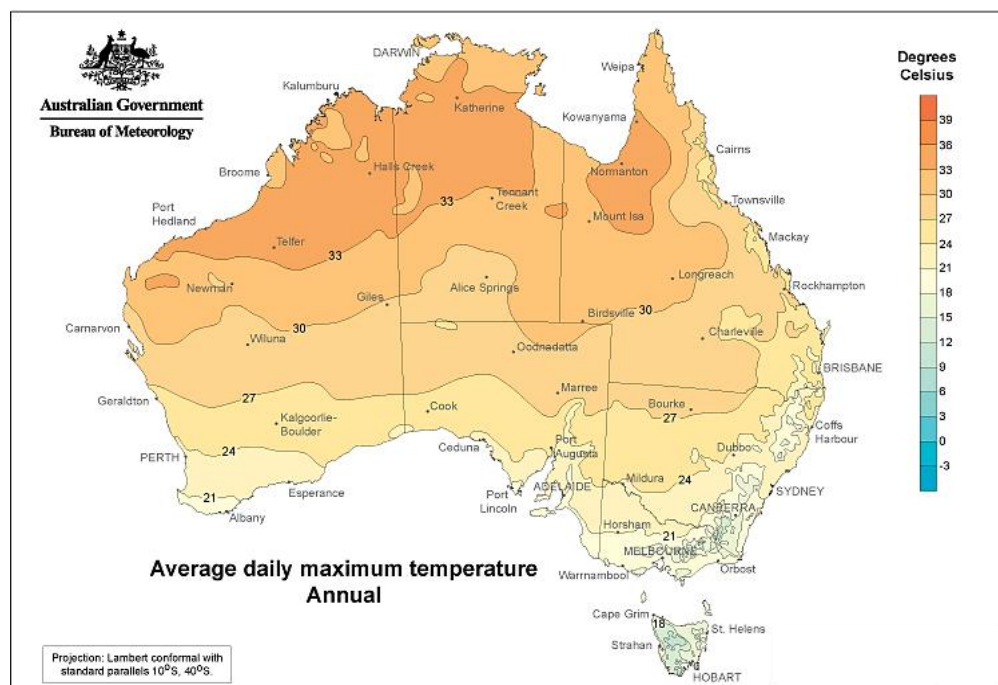 Australian Government
Bureau of Meteorology
Degrees
Celsius
39
36
33
30
27
24
21
18
15
12
9
6
3
0
-3
DARWIN
Weipa
Kalumburu
Katherine
Kowanyama
Cairns
Broome
Halls Creek
Normanton
33
Tennant
Creek
Townsville
Port
Hedland
Mount Isa
Mackay
Telfer
33
Newman
Alice Springs
Longreach
Rockhampton
Giles
Carnarvon
30
Birdsville
30
Charleville
Wiluna
Oodnadatta
BRISBANE
Geraldton
27
Marree
Cook
Bourke
27
Kalgoorlie-
Boulder
Coffs
Harbour
PERTH
24
Ceduna
Port
Augusta
Dubbo
Mildura
24
21
Esperance
Port
Lincoln
ADELAIDE
SYDNEY
Albany
CANBERRA
Horsham
21
MELBOURNE
Warrnambool
Orbost
Average daily maximum temperature
Annual
Cape Grim
18
St. Helens
Strahan
HOBART
Projection: Lambert conformal with
standard parallels 10°S, 40°S.